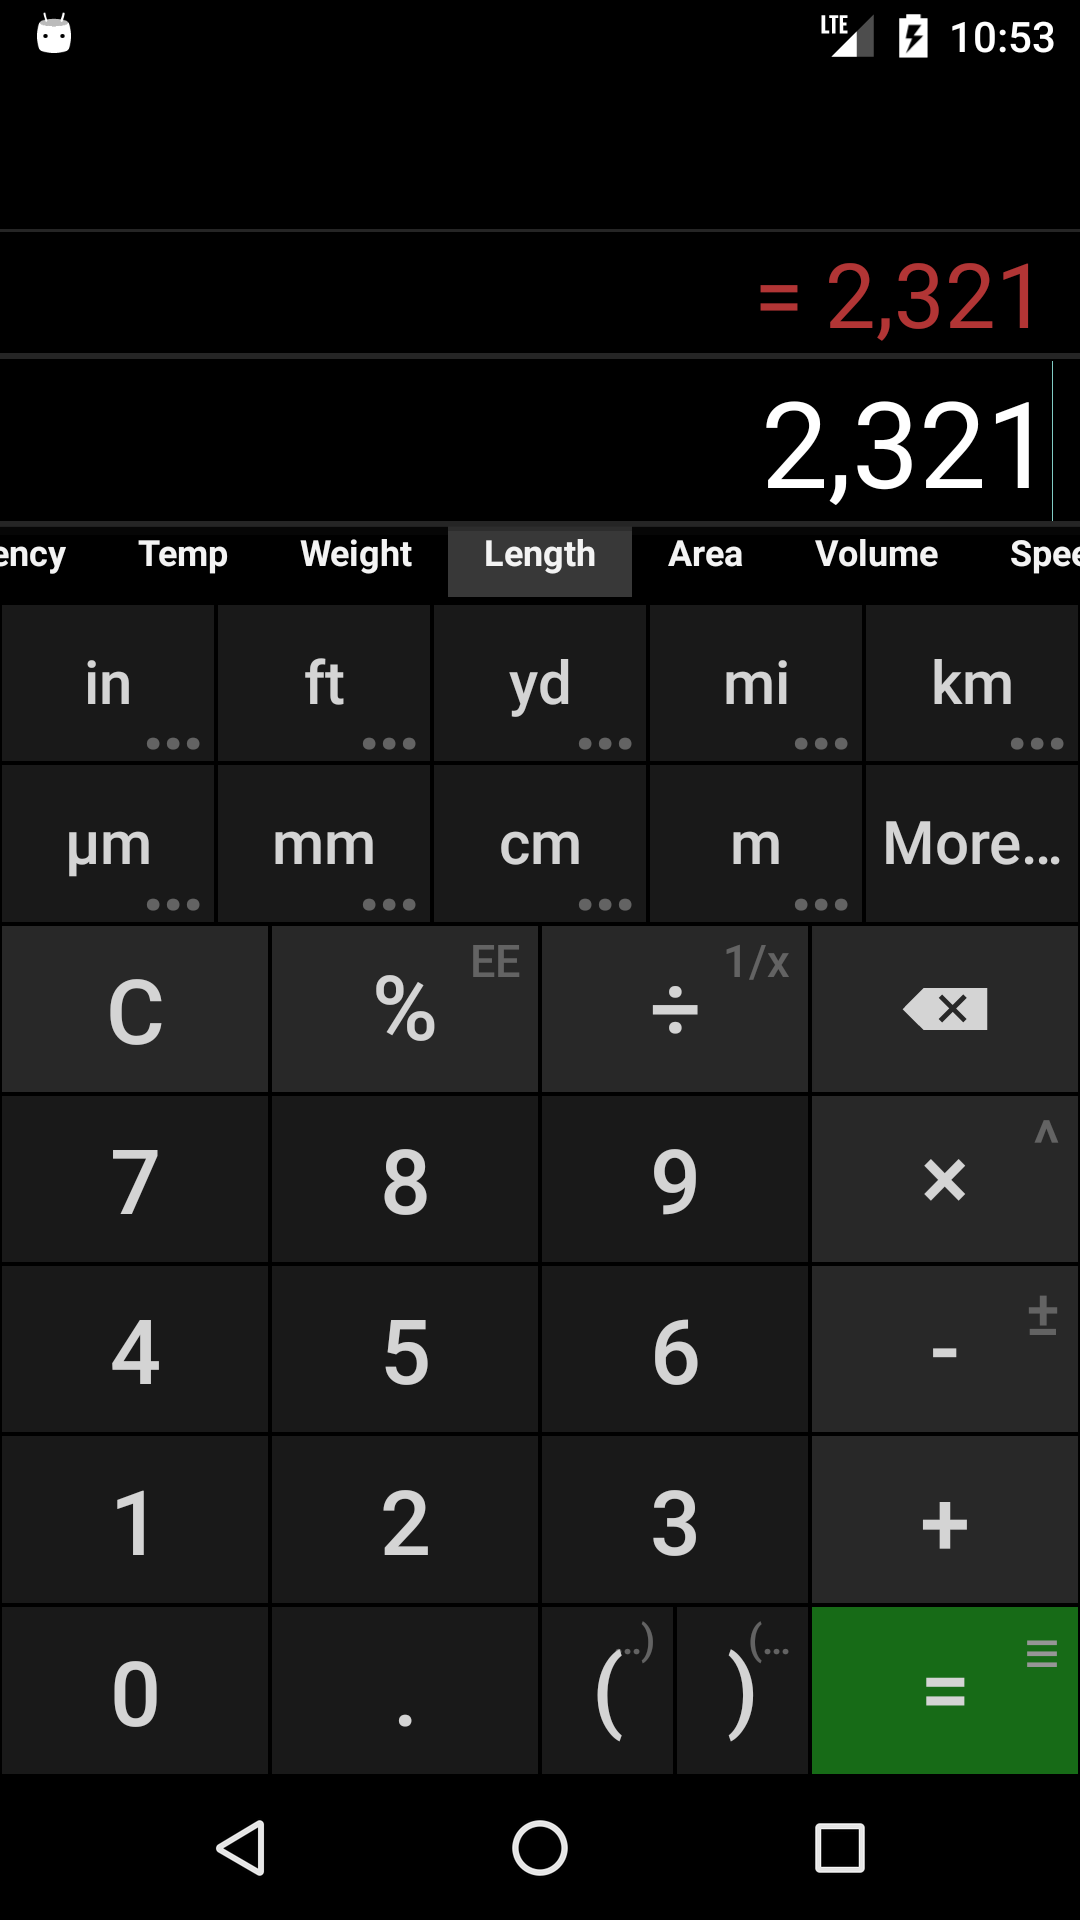 LTE 10:53
= 2,321
2,321
ency Temp Weight Length Area Volume Spee
in ft yd mi km
µm mm cm m More...
C % EE ÷ 1/x
7 8 9 × ^
4 5 6 - ±
1 2 3 +
0 . ( ..) ) (... =